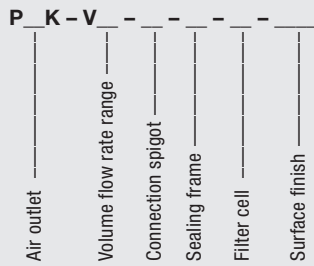 P__K – V__ – __ – __ – __ – ____
Air outlet
Volume flow rate range
Connection spigot
Sealing frame
Filter cell
Surface finish